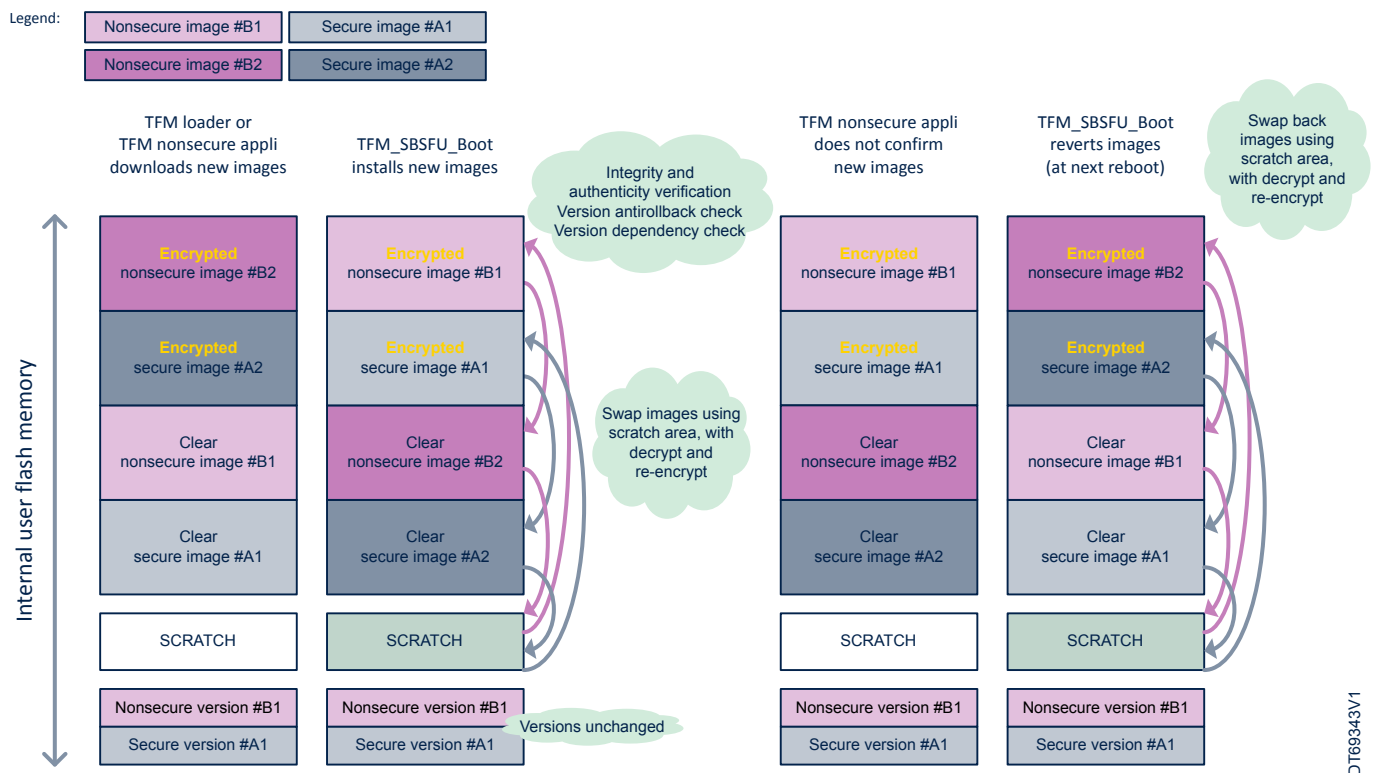 Legend:
Nonsecure image #B1
Secure image #A1
Nonsecure image #B2
Secure image #A2
TFM loader or
TFM nonsecure appli
downloads new images
TFM_SBSFU_Boot
installs new images
Integrity and
authenticity verification
Version antirollback check
Version dependency check
TFM nonsecure appli
does not confirm
new images
TFM_SBSFU_Boot
reverts images
(at next reboot)
Swap back
images using
scratch area,
with decrypt and
re-encrypt
Internal user flash memory
Encrypted
nonsecure image #B2
Encrypted
secure image #A2
Clear
nonsecure image #B1
Clear
secure image #A1
SCRATCH
Nonsecure version #B1
Secure version #A1
Encrypted
nonsecure image #B1
Encrypted
secure image #A1
Clear
nonsecure image #B2
Clear
secure image #A2
SCRATCH
Nonsecure version #B1
Secure version #A1
Swap images using
scratch area, with
decrypt and
re-encrypt
Versions unchanged
Encrypted
nonsecure image #B1
Encrypted
secure image #A1
Clear
nonsecure image #B2
Clear
secure image #A2
SCRATCH
Nonsecure version #B1
Secure version #A1
Encrypted
nonsecure image #B2
Encrypted
secure image #A2
Clear
nonsecure image #B1
Clear
secure image #A1
SCRATCH
Nonsecure version #B1
Secure version #A1
DT69343V1